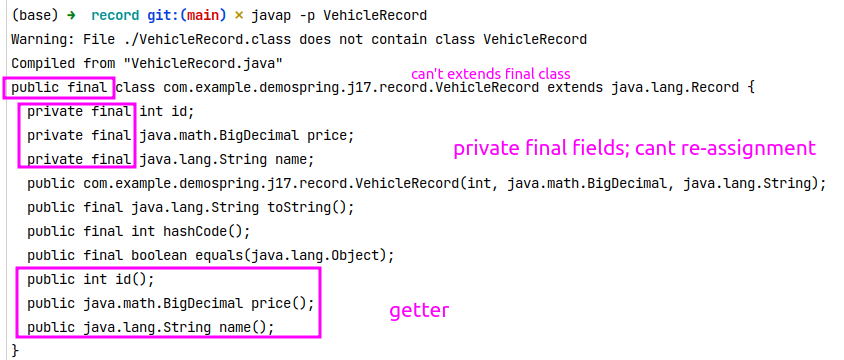 (base) ➜ record git:(main) ✗ javap -p VehicleRecord
Warning: File ./VehicleRecord.class does not contain class VehicleRecord
Compiled from "VehicleRecord.java"
can't extends final class
public final class com.example.demospring.j17.record.VehicleRecord extends java.lang.Record {
private final int id;
private final java.math.BigDecimal price;
private final java.lang.String name;
private final fields; cant re-assignment
public com.example.demospring.j17.record.VehicleRecord(int, java.math.BigDecimal, java.lang.String);
public final java.lang.String toString();
public final int hashCode();
public final boolean equals(java.lang.Object);
public int id();
public java.math.BigDecimal price();
public java.lang.String name();
getter
}